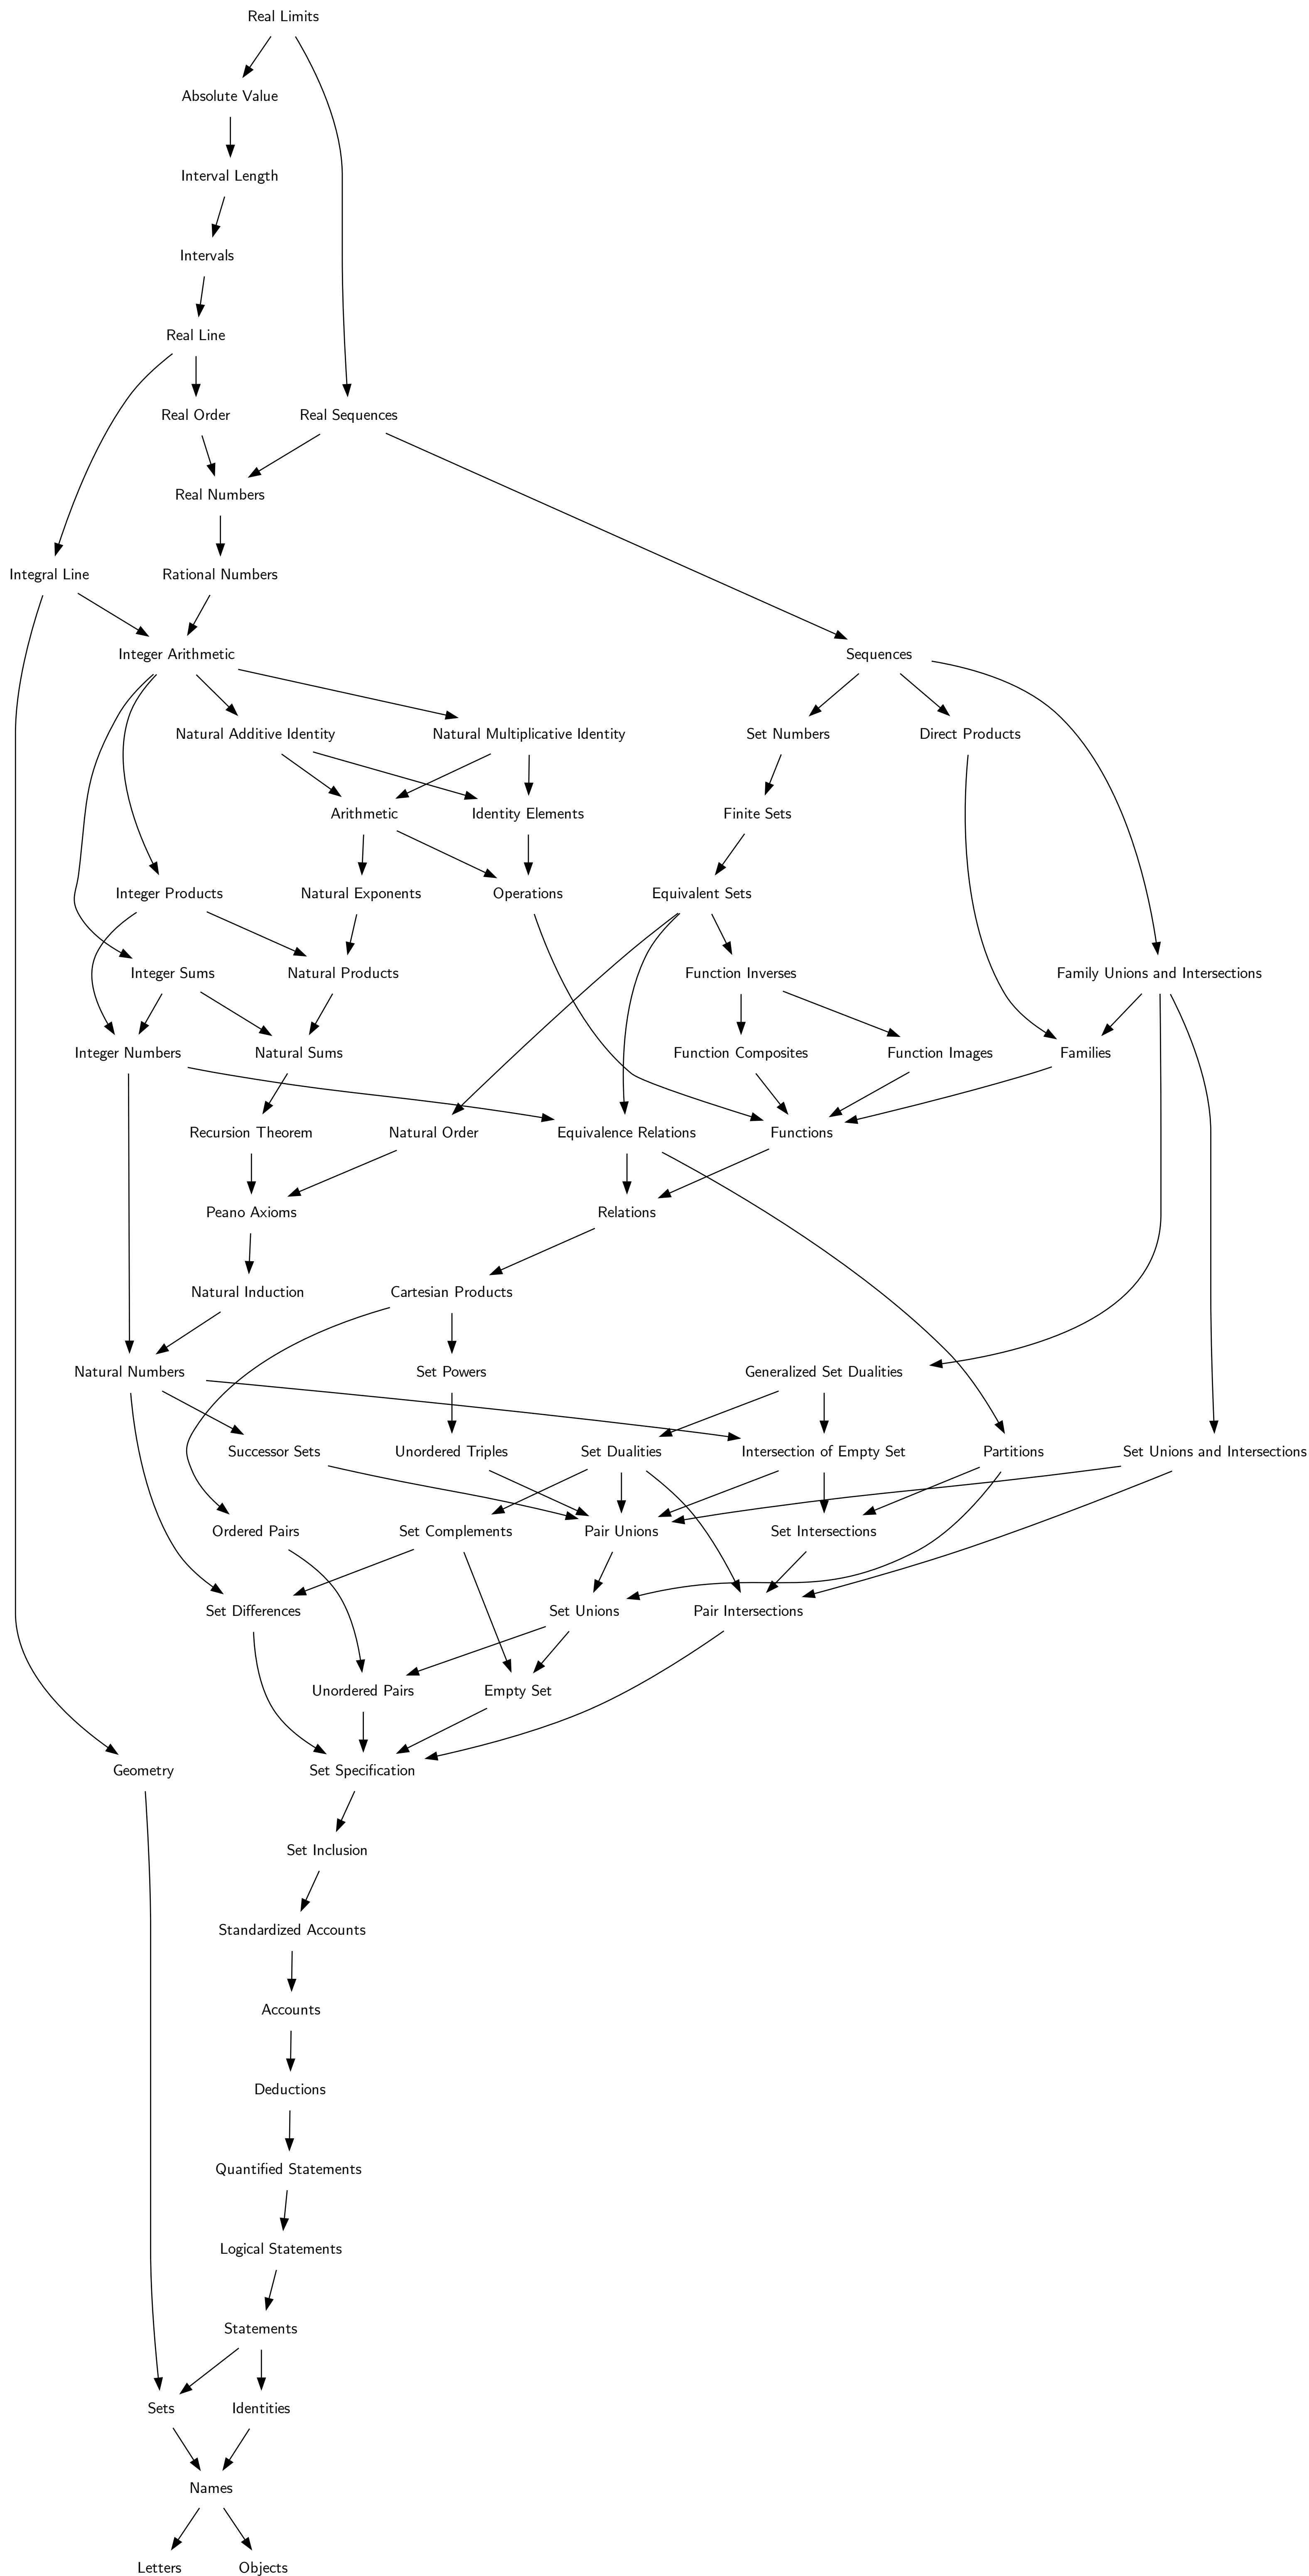 Real Limits
Absolute Value
Interval Length
Intervals
Real Line
Real Order
Real Sequences
Real Numbers
Integral Line
Rational Numbers
Integer Arithmetic
Sequences
Natural Additive Identity
Natural Multiplicative Identity
Set Numbers
Direct Products
Arithmetic
Identity Elements
Finite Sets
Integer Products
Natural Exponents
Operations
Equivalent Sets
Integer Sums
Natural Products
Function Inverses
Family Unions and Intersections
Integer Numbers
Natural Sums
Function Composites
Function Images
Families
Recursion Theorem
Natural Order
Equivalence Relations
Functions
Peano Axioms
Relations
Natural Induction
Cartesian Products
Natural Numbers
Set Powers
Generalized Set Dualities
Successor Sets
Unordered Triples
Set Dualities
Intersection of Empty Set
Partitions
Set Unions and Intersections
Ordered Pairs
Set Complements
Pair Unions
Set Intersections
Set Differences
Set Unions
Pair Intersections
Unordered Pairs
Empty Set
Geometry
Set Specification
Set Inclusion
Standardized Accounts
Accounts
Deductions
Quantified Statements
Logical Statements
Statements
Sets
Identities
Names
Letters
Objects